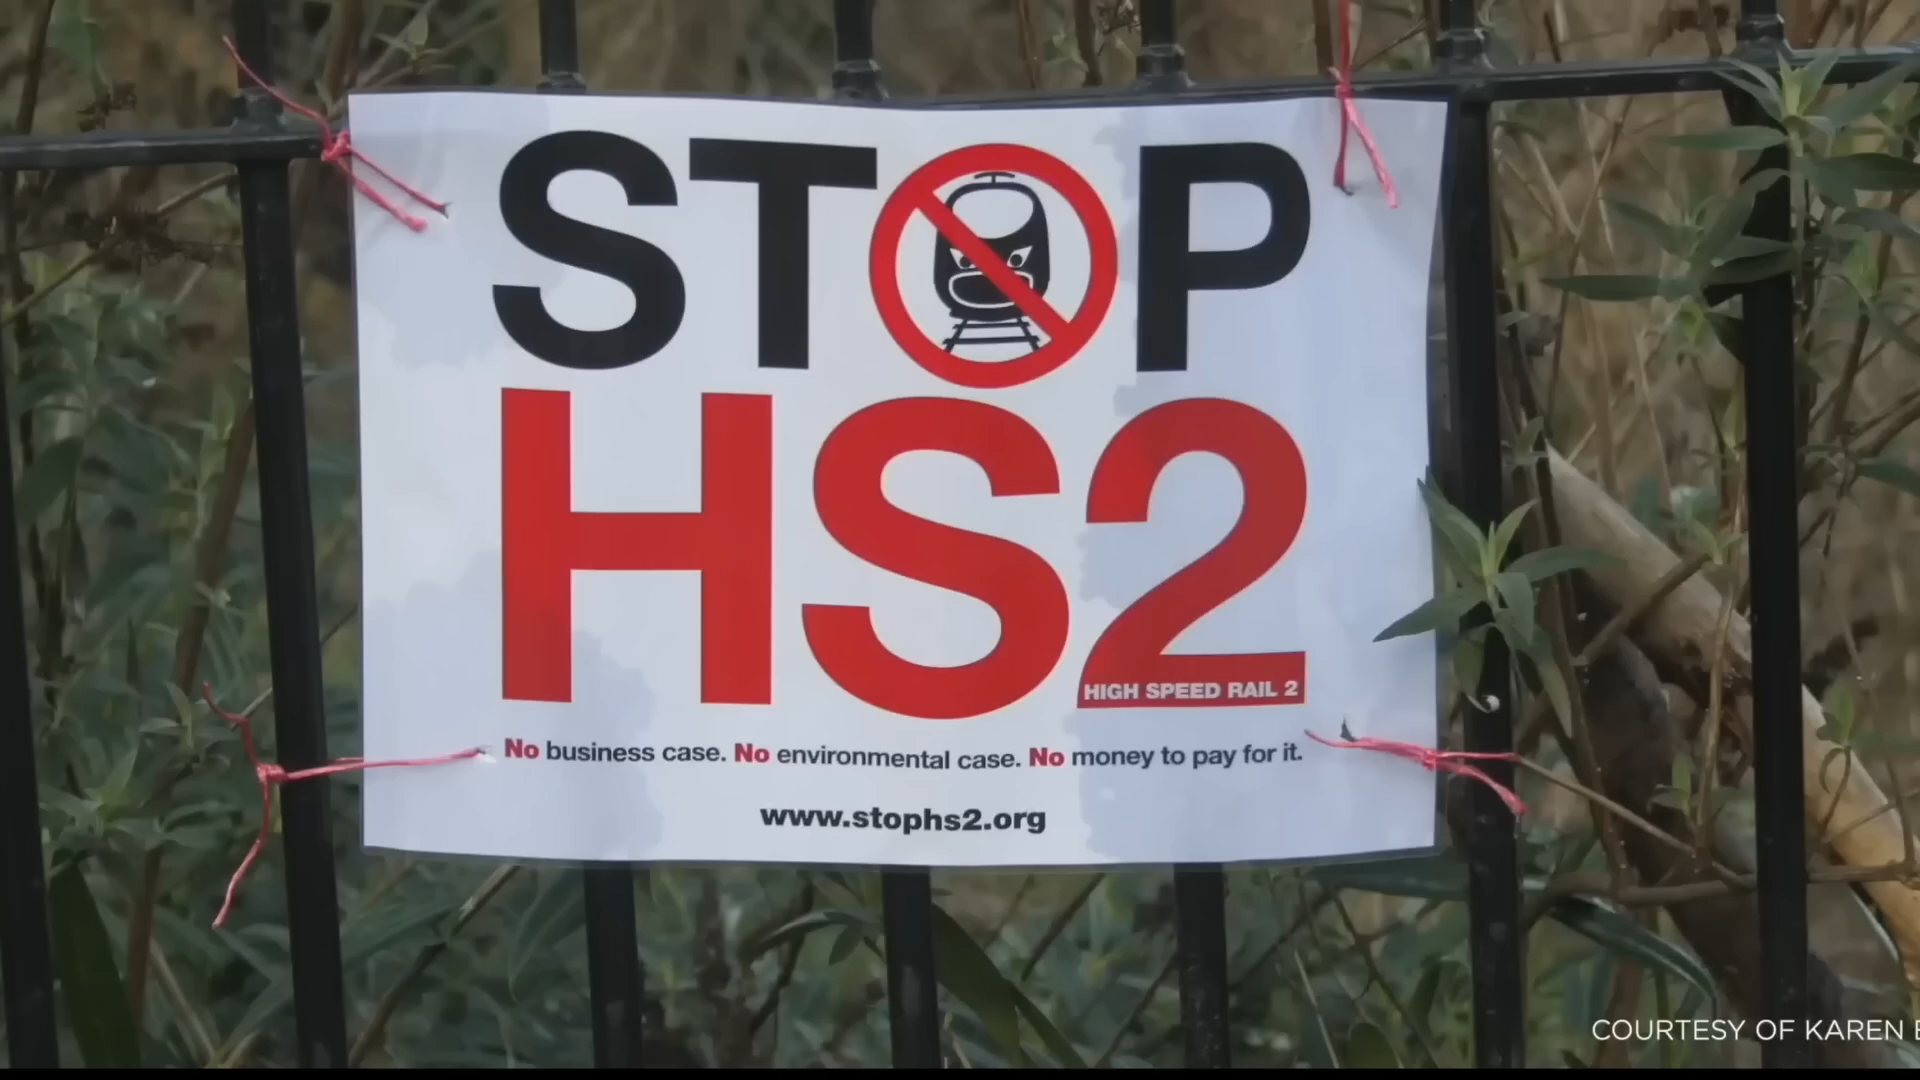 STOP
HS2
HIGH SPEED RAIL 2
No business case. No environmental case. No money to pay for it.
www.stophs2.org
COURTESY OF KAREN